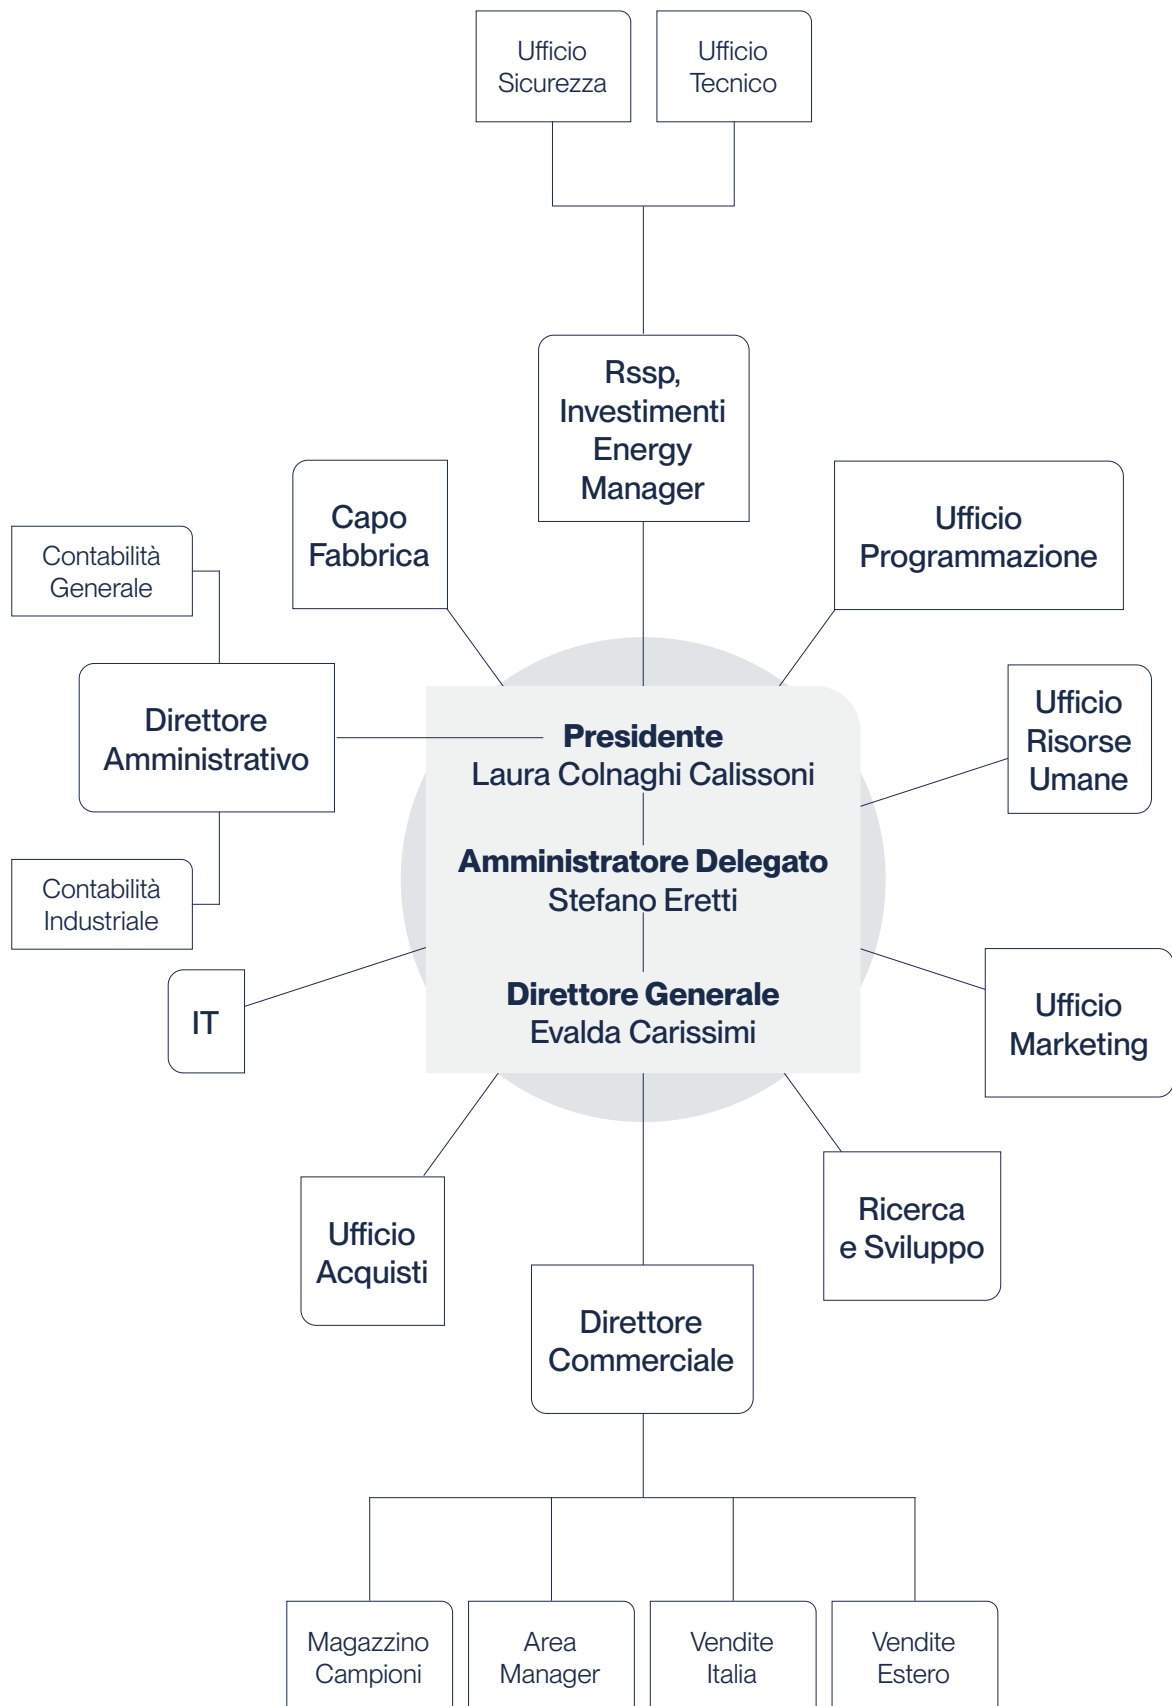 Ufficio
Sicurezza
Ufficio
Tecnico
Rssp,
Investimenti
Energy
Manager
Capo
Fabbrica
Ufficio
Programmazione
Contabilità
Generale
Direttore
Amministrativo
Contabilità
Industriale
Ufficio
Risorse
Umane
Presidente
Laura Colnaghi Calissoni
Amministratore Delegato
Stefano Eretti
Direttore Generale
Evalda Carissimi
IT
Ufficio
Marketing
Ufficio
Acquisti
Ricerca
e Sviluppo
Direttore
Commerciale
Magazzino
Campioni
Area
Manager
Vendite
Italia
Vendite
Estero